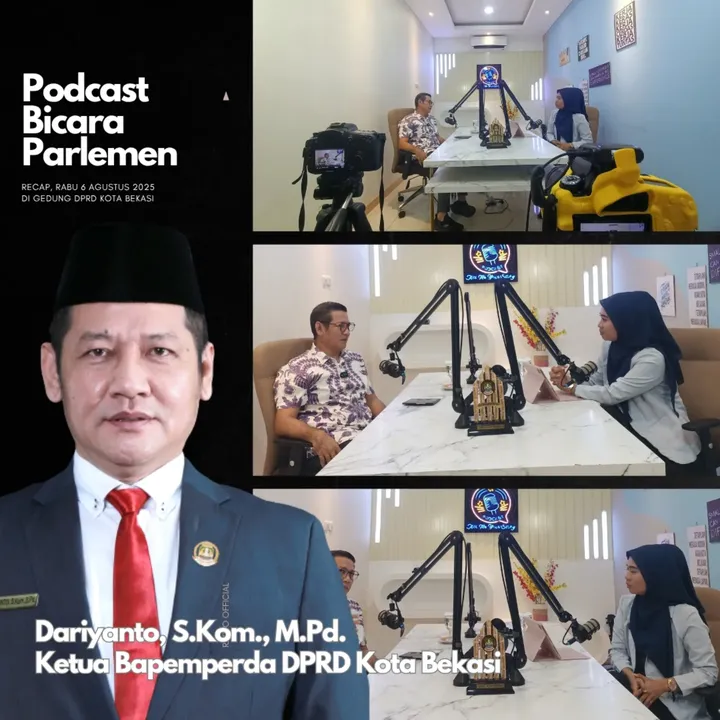 Podcast
Bicara
Parlemen
RECAP, RABU 6 AGUSTUS 2025
DI GEDUNG DPRD KOTA BEKASI
Dariyanto, S.Kom., M.Pd.
Ketua Bapemperda DPRD Kota Bekasi
OFFICIAL